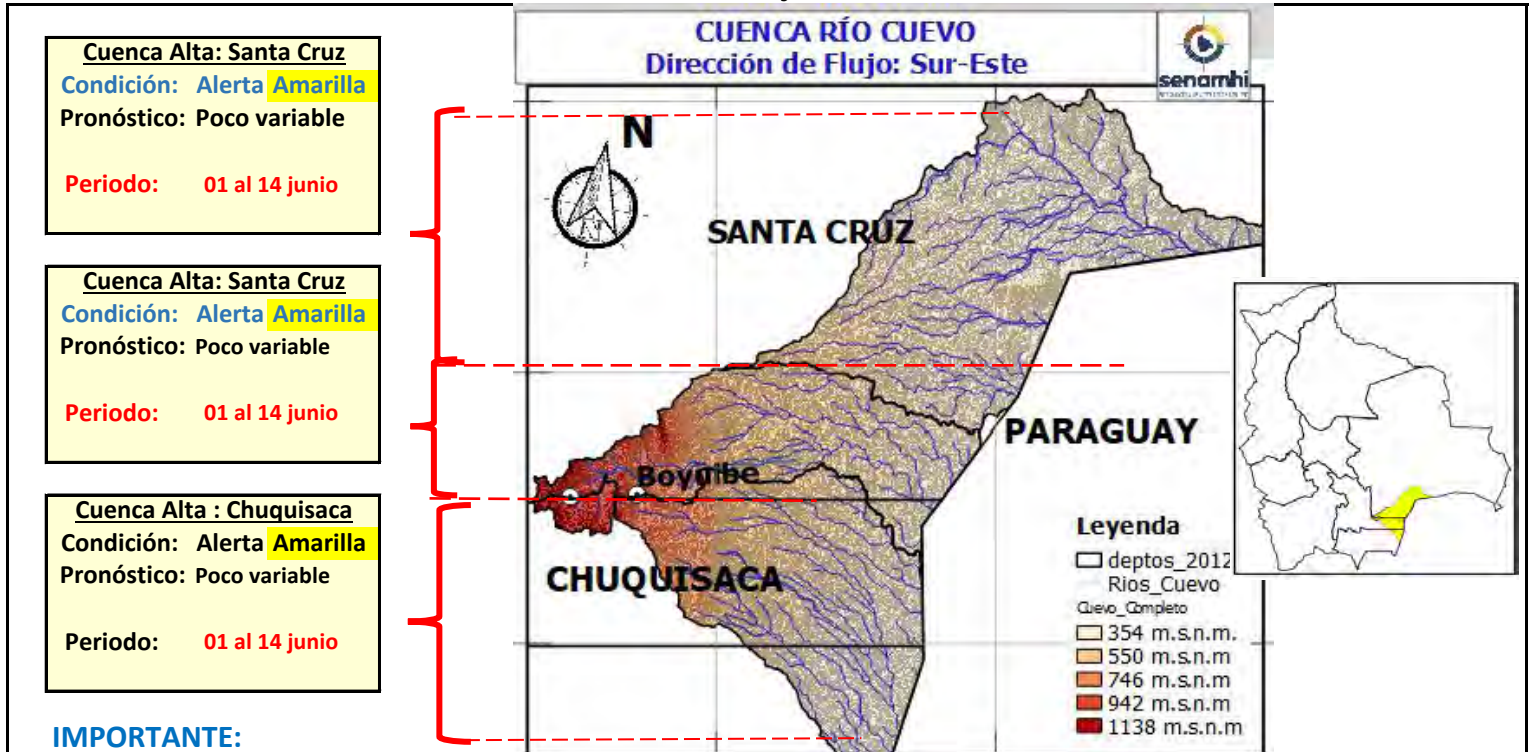 Cuenca Alta: Santa Cruz
Condición: Alerta Amarilla
Pronóstico: Poco variable
Periodo: 01 al 14 junio
Cuenca Alta: Santa Cruz
Condición: Alerta Amarilla
Pronóstico: Poco variable
Periodo: 01 al 14 junio
Cuenca Alta : Chuquisaca
Condición: Alerta Amarilla
Pronóstico: Poco variable
Periodo: 01 al 14 junio
IMPORTANTE:
CUENCA RÍO CUEVO
Dirección de Flujo: Sur-Este
senamhi
N
N
SANTA CRUZ
PARAGUAY
Boyuibe
CHUQUISACA
Leyenda
deptos_2012
Rios_Cuevo
Cuevo_Completo
354 m.s.n.m.
550 m.s.n.m
746 m.s.n.m
942 m.s.n.m
1138 m.s.n.m